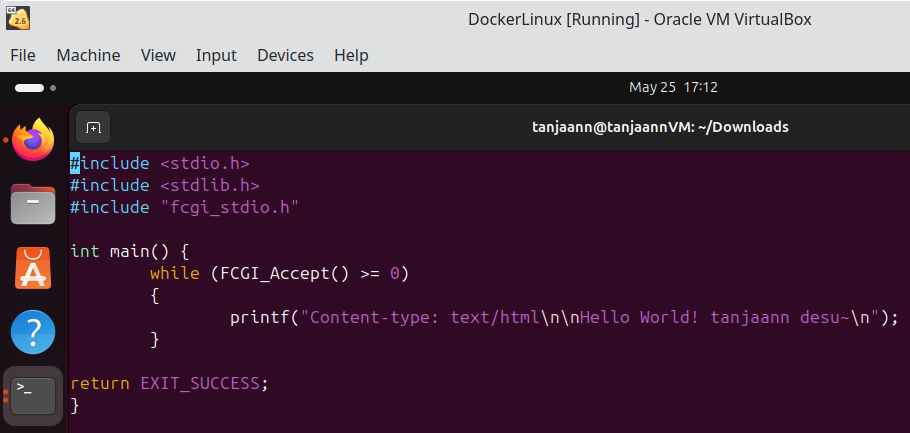 DockerLinux [Running] - Oracle VM VirtualBox
File Machine View Input Devices Help
May 25 17:12
tanjaann@tanjaannVM: ~/Downloads
#include <stdio.h>
#include <stdlib.h>
#include "fcgi_stdio.h"
int main() {
while (FCGI_Accept() >= 0)
{
printf("Content-type: text/html\n\nHello World! tanjaann desu~\n");
}
return EXIT_SUCCESS;
}